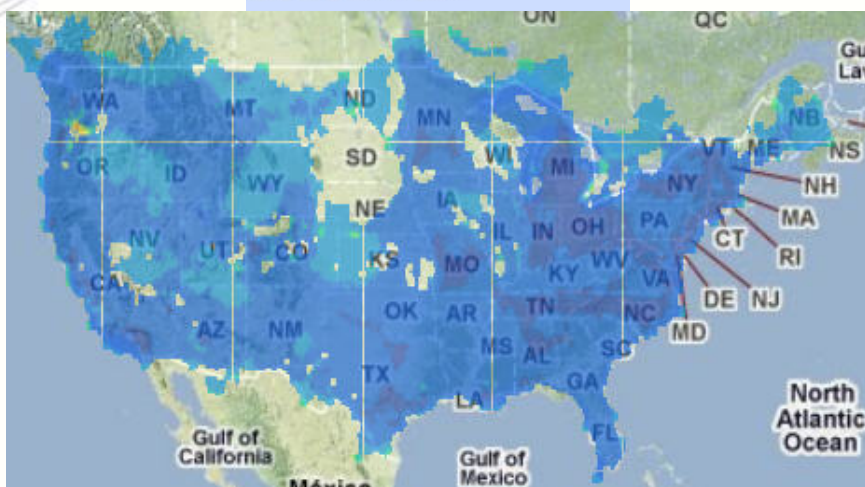 ON
QC
Gu
Lav
WA
MT
ND
MN
NB
OR
ID
SD
WI
MI
VT
ME
NS
WY
NY
NH
NE
IA
MA
NV
UT
CO
KS
IL
IN
OH
PA
CT
RI
CA
MO
KY
WV
VA
DE
NJ
OK
AR
TN
NC
MD
AZ
NM
MS
AL
SC
TX
GA
LA
FL
North
Atlantic
Ocean
Gulf of
California
Gulf of
Mexico
México